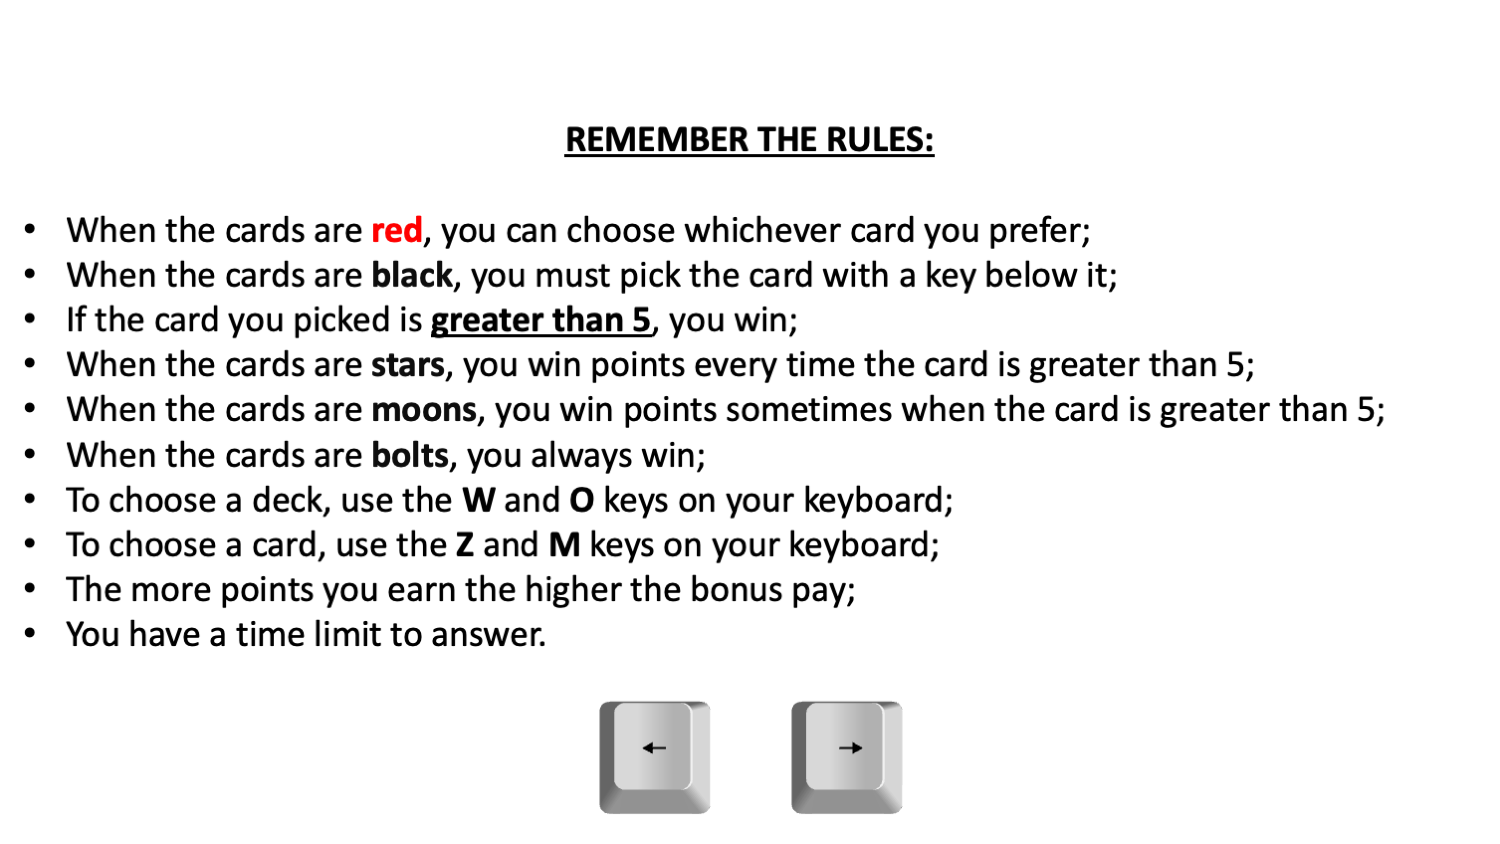 REMEMBER THE RULES:
• When the cards are red, you can choose whichever card you prefer;
• When the cards are black, you must pick the card with a key below it;
• If the card you picked is greater than 5, you win;
• When the cards are stars, you win points every time the card is greater than 5;
• When the cards are moons, you win points sometimes when the card is greater than 5;
• When the cards are bolts, you always win;
• To choose a deck, use the W and O keys on your keyboard;
• To choose a card, use the Z and M keys on your keyboard;
• The more points you earn the higher the bonus pay;
• You have a time limit to answer.
← →